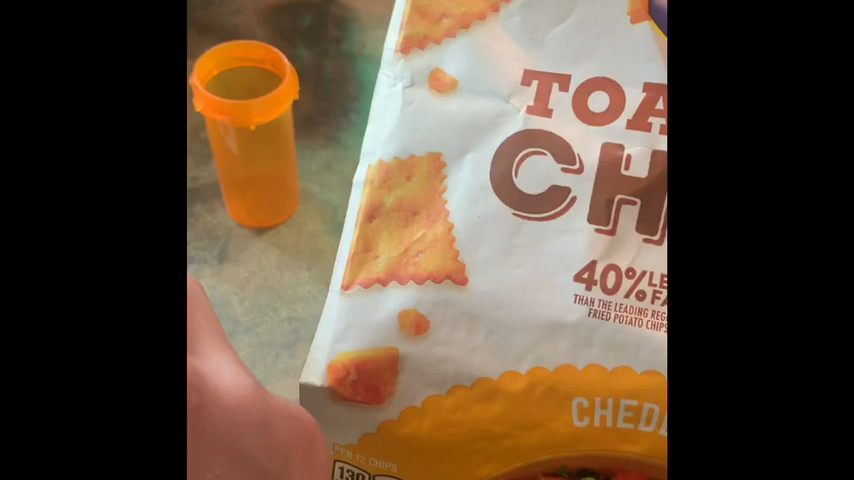 TOA
CH
40% LE
FA
THAN THE LEADING REG
FRIED POTATO CHIPS
CHED
PER 12 CHIPS
130